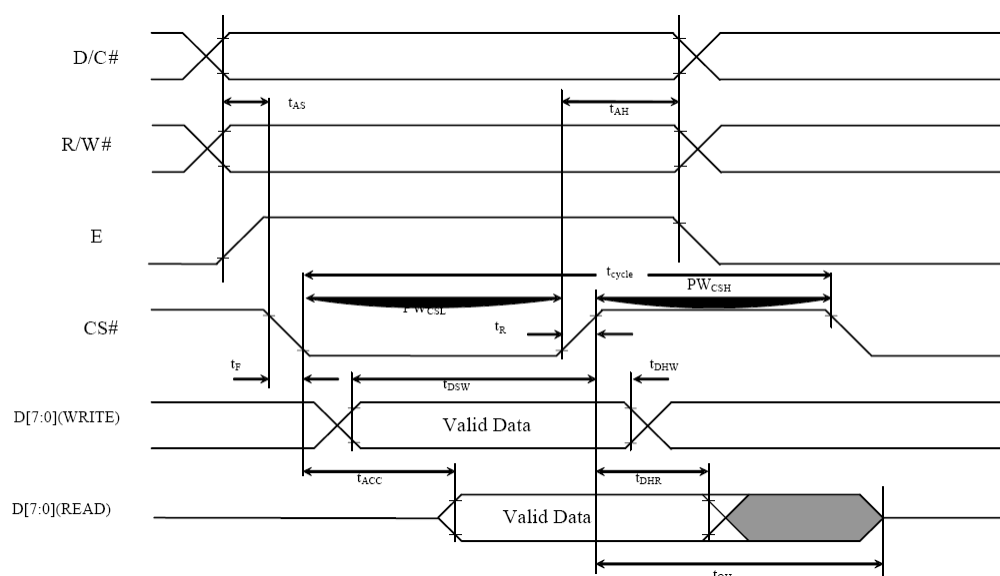 D/C#
tAS
tAH
R/W#
E
tcycle
PWCSH
PWCSL
CS#
tR
tF
tDSW
tDHW
D[7:0](WRITE)
Valid Data
tACC
tDHR
D[7:0](READ)
Valid Data